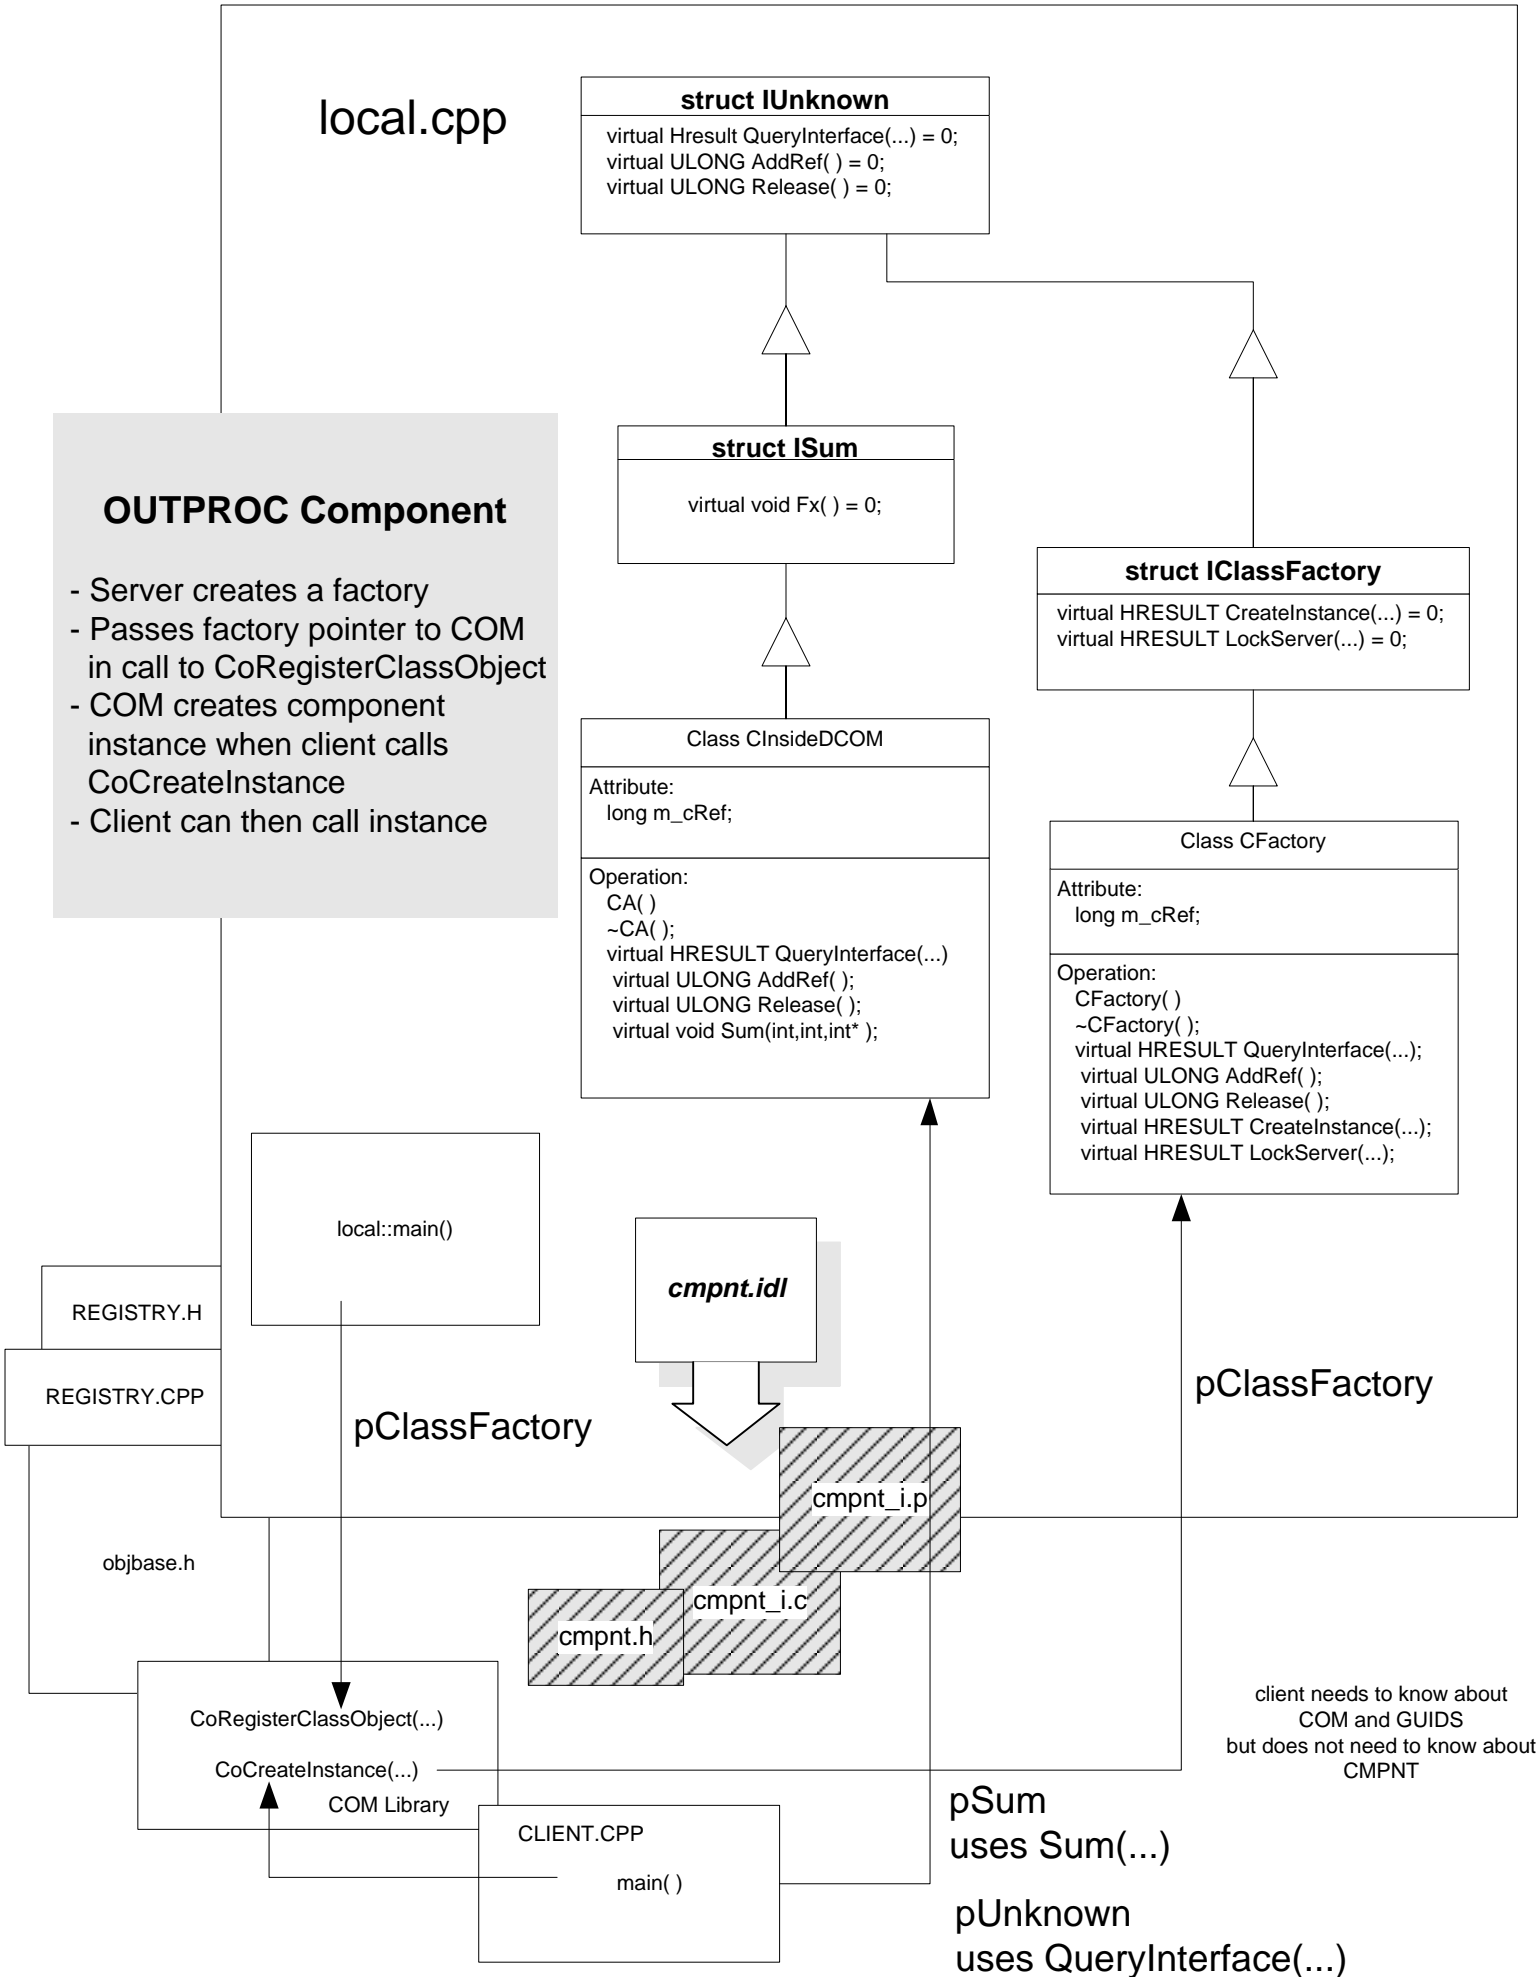 local.cpp
struct IUnknown
virtual Hresult QueryInterface(...) = 0;
virtual ULONG AddRef( ) = 0;
virtual ULONG Release( ) = 0;
struct ISum
virtual void Fx( ) = 0;
OUTPROC Component
- Server creates a factory
- Passes factory pointer to COM
in call to CoRegisterClassObject
- COM creates component
instance when client calls
CoCreateInstance
- Client can then call instance
struct IClassFactory
virtual HRESULT CreateInstance(...) = 0;
virtual HRESULT LockServer(...) = 0;
Class CInsideDCOM
Attribute:
long m_cRef;
Operation:
CA( )
~CA( );
virtual HRESULT QueryInterface(...)
virtual ULONG AddRef( );
virtual ULONG Release( );
virtual void Sum(int,int,int* );
Class CFactory
Attribute:
long m_cRef;
Operation:
CFactory( )
~CFactory( );
virtual HRESULT QueryInterface(...);
virtual ULONG AddRef( );
virtual ULONG Release( );
virtual HRESULT CreateInstance(...);
virtual HRESULT LockServer(...);
local::main()
cmpnt.idl
REGISTRY.H
REGISTRY.CPP
pClassFactory
pClassFactory
cmpnt_i.p
objbase.h
cmpnt_i.c
cmpnt.h
CoRegisterClassObject(...)
CoCreateInstance(...)
COM Library
client needs to know about
COM and GUIDS
but does not need to know about
CMPNT
CLIENT.CPP
main( )
pSum
uses Sum(...)
pUnknown
uses QueryInterface(...)